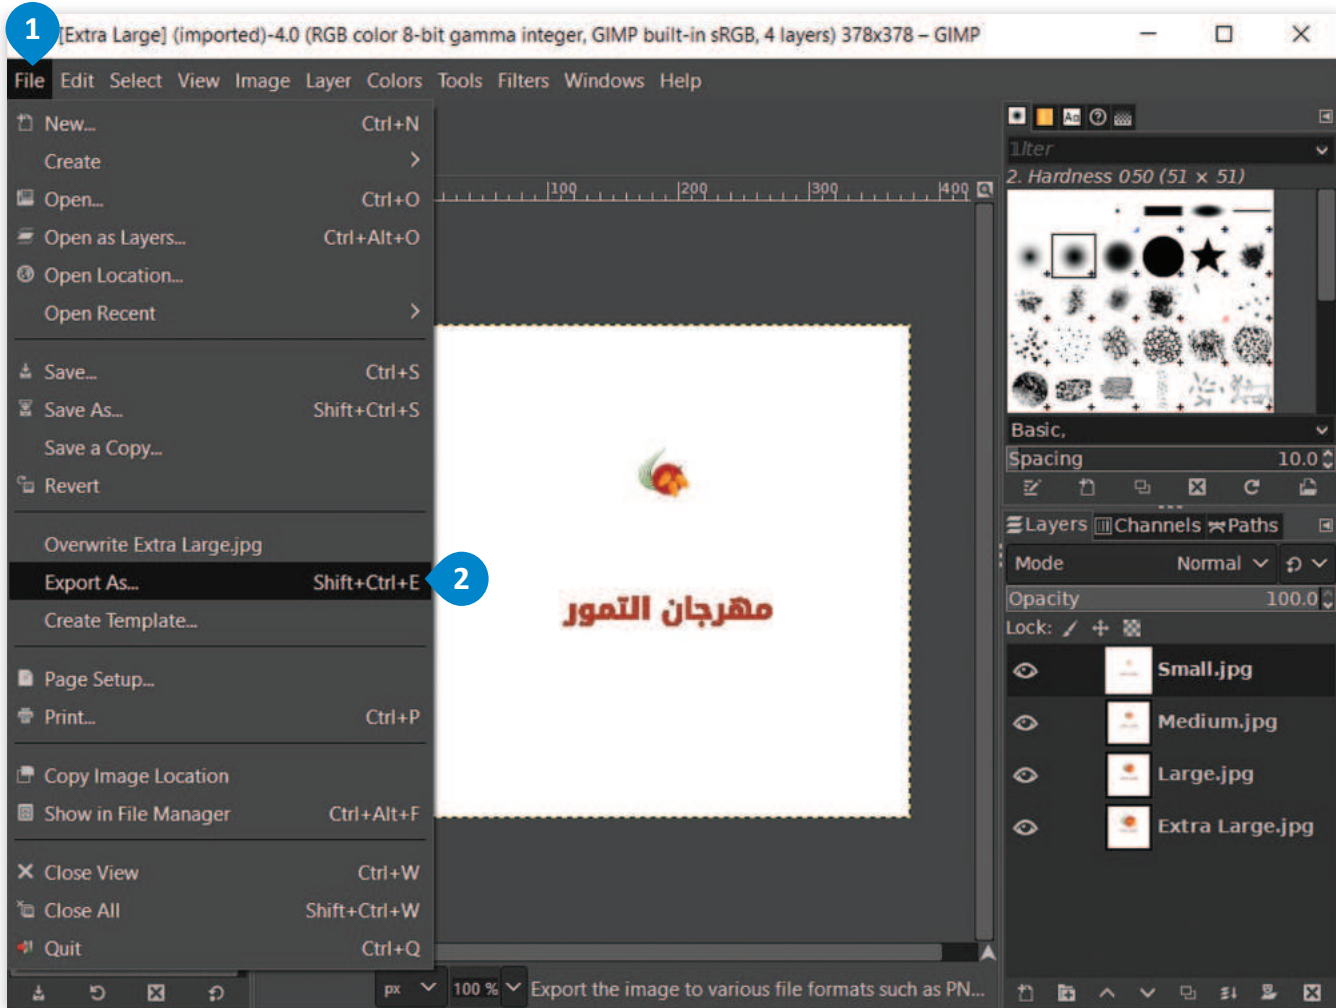 1
[Extra Large] (imported)-4.0 (RGB color 8-bit gamma integer, GIMP built-in sRGB, 4 layers) 378x378 – GIMP
File Edit Select View Image Layer Colors Tools Filters Windows Help
New... Ctrl+N
Create
Open... Ctrl+O
Open as Layers... Ctrl+Alt+O
Open Location...
Open Recent
Save... Ctrl+S
Save As... Shift+Ctrl+S
Save a Copy...
Revert
Overwrite Extra Large.jpg
Export As... Shift+Ctrl+E
2
Create Template...
Page Setup...
Print... Ctrl+P
Copy Image Location
Show in File Manager Ctrl+Alt+F
Close View Ctrl+W
Close All Shift+Ctrl+W
Quit Ctrl+Q
100 200 300 400
مهرجان التمور
px 100 % Export the image to various file formats such as PN...
lter
2. Hardness 050 (51 × 51)
Basic,
Spacing 10.0
Layers Channels Paths
Mode Normal
Opacity 100.0
Lock:
Small.jpg
Medium.jpg
Large.jpg
Extra Large.jpg